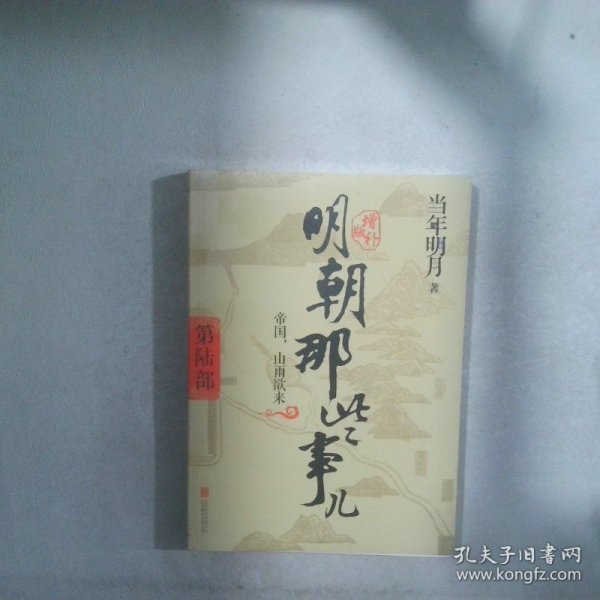 当年明月 著
增补版
明朝那些事儿
帝国，山雨欲来
第陆部
孔夫子旧书网
www.kongfz.com